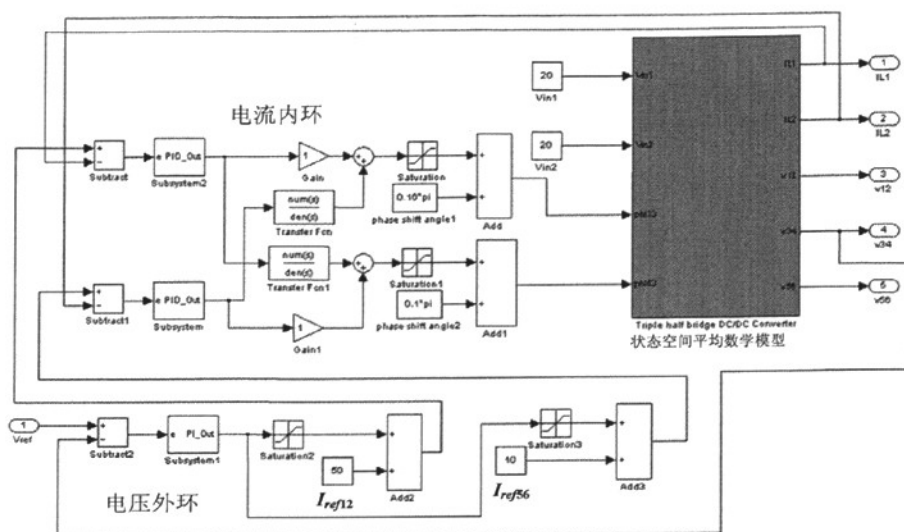 电流内环
20
Vin1
20
Vin2
Vin1
Vin2
IL1
IL2
v12
v34
v56
1
IL1
2
IL2
3
v12
4
v34
5
v56
Triple half bridge DC/DC Converter
状态空间平均数学模型
Subtract
e PID_Out
Subsystem2
1
Gain
Saturation
0.16*pi
phase shift angle1
Add
num(s)
den(s)
Transfer Fcn
num(s)
den(s)
Transfer Fcn1
Saturation1
0.1*pi
phase shift angle2
Add1
Subtract1
e PID_Out
Subsystem
1
Gain1
1
Vref
Subtract2
e PI_Out
Subsystem1
Saturation2
50
Iref12
Add2
Saturation3
10
Iref56
Add3
电压外环